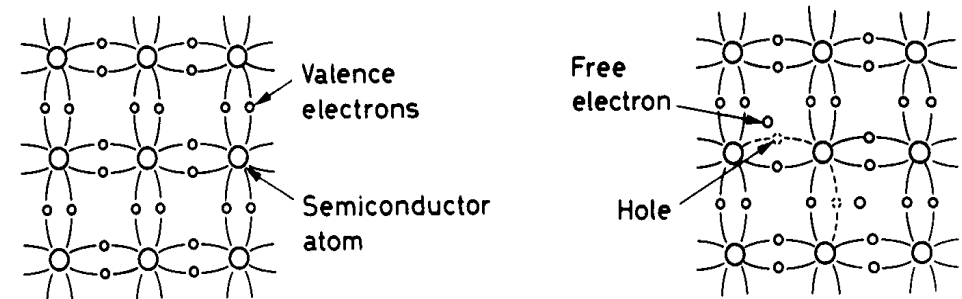 Valence
electrons
Semiconductor
atom
Free
electron
Hole